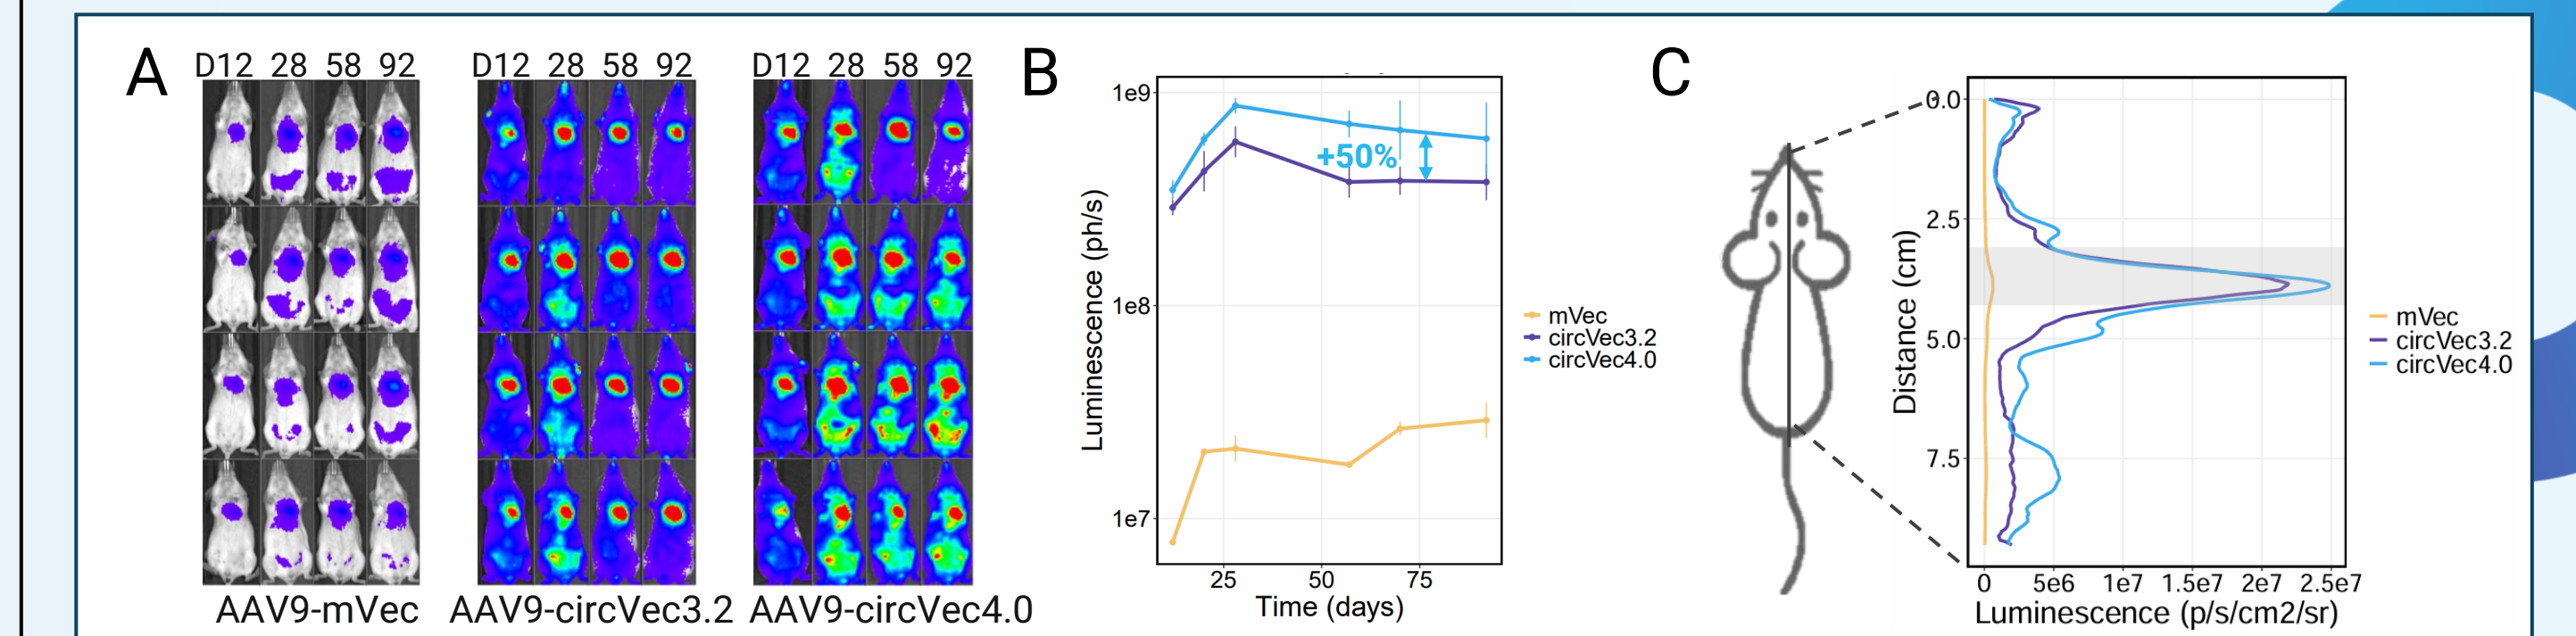 A
D12 28 58 92
D12 28 58 92
D12 28 58 92
AAV9-mVec
AAV9-circVec3.2
AAV9-circVec4.0
B
Luminescence (ph/s)
1e9
1e8
1e7
+50%
25 50 75
Time (days)
mVec
circVec3.2
circVec4.0
C
Distance (cm)
0.0
2.5
5.0
7.5
0 5e6 1e7 1.5e7 2e7 2.5e7
Luminescence (p/s/cm2/sr)
mVec
circVec3.2
circVec4.0